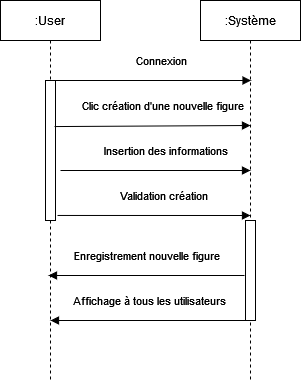 :User
:Système
Connexion
Clic création d'une nouvelle figure
Insertion des informations
Validation création
Enregistrement nouvelle figure
Affichage à tous les utilisateurs